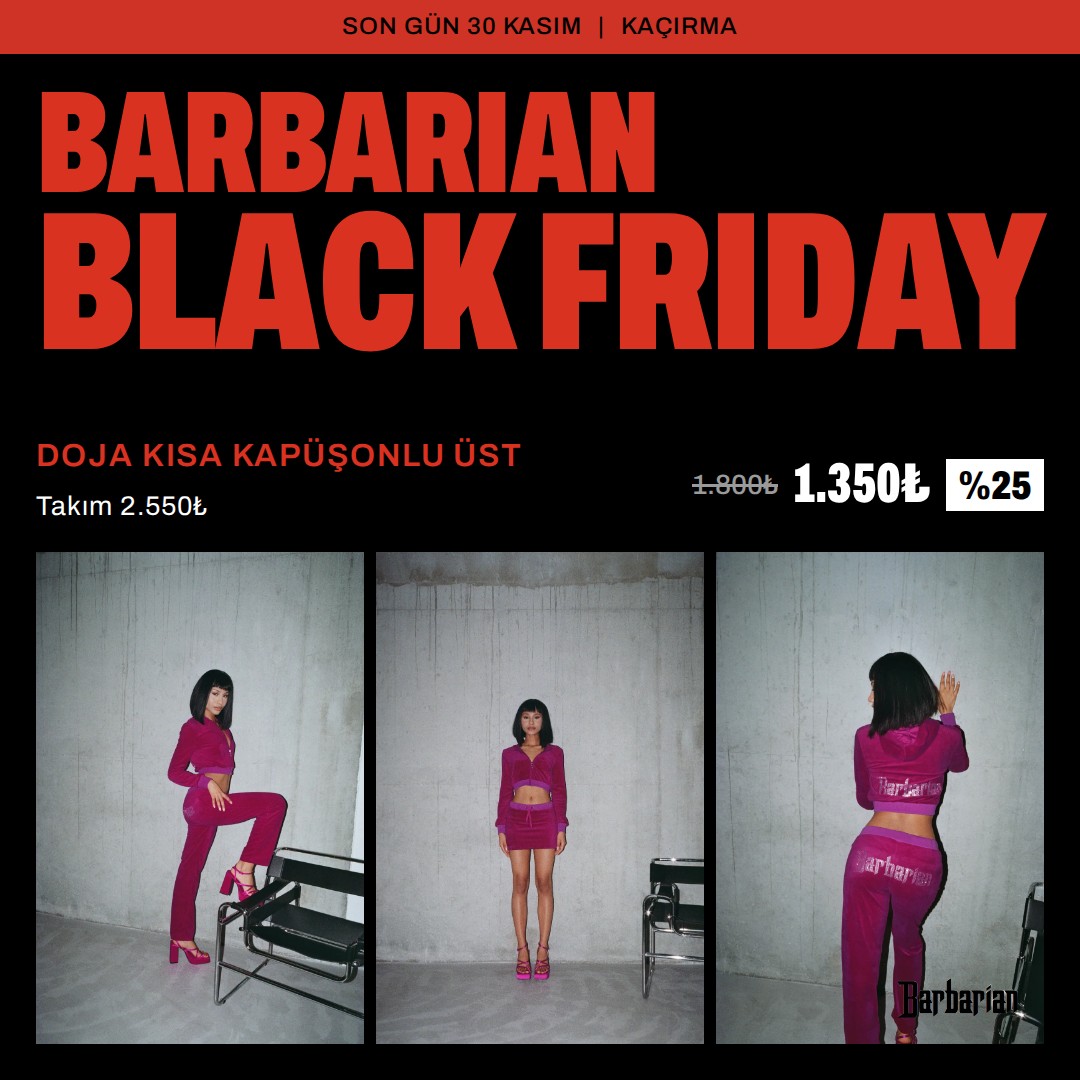 SON GÜN 30 KASIM | KAÇIRMA
BARBARIAN
BLACK FRIDAY
DOJA KISA KAPÜŞONLU ÜST
Takım 2.550₺
1.800₺ 1.350₺ %25
Barbarian
Barbarian
Barbarian